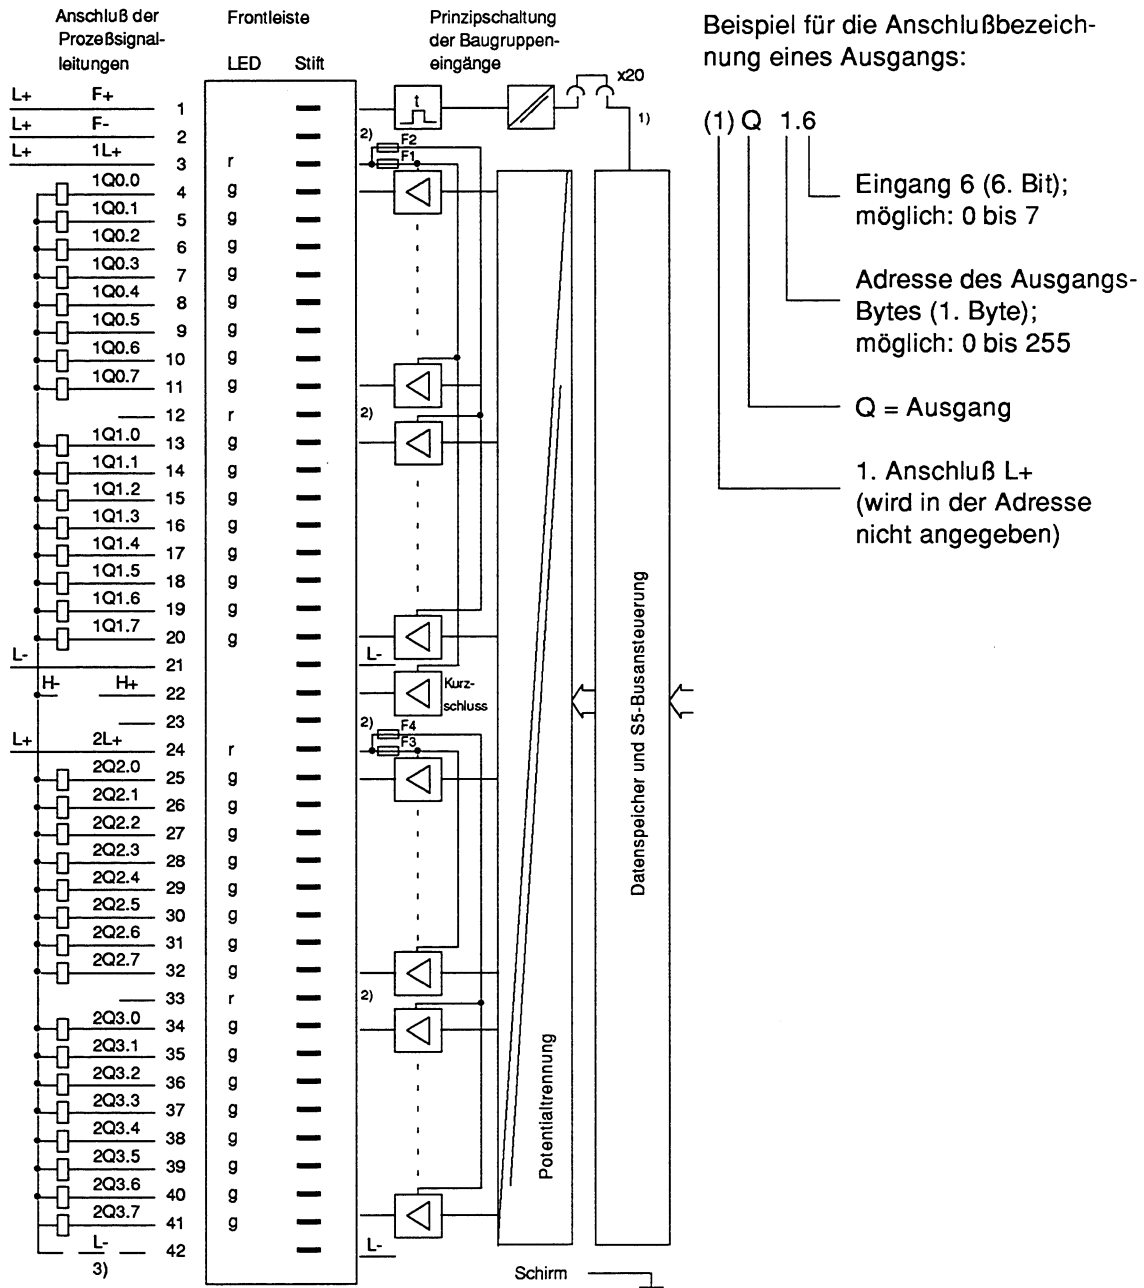 Anschluß der
Prozeßsignal-
leitungen
Frontleiste
LED Stift
Prinzipschaltung
der Baugruppen-
eingänge
Beispiel für die Anschlußbezeich-
nung eines Ausgangs:
(1) Q 1.6
Eingang 6 (6. Bit);
möglich: 0 bis 7
Adresse des Ausgangs-
Bytes (1. Byte);
möglich: 0 bis 255
Q = Ausgang
1. Anschluß L+
(wird in der Adresse
nicht angegeben)
L+ F+ 1 t x20
1)
L+ F- 2 2) F2
L+ 1L+ 3 r F1
1Q0.0 4 g
1Q0.1 5 g
1Q0.2 6 g
1Q0.3 7 g
1Q0.4 8 g
1Q0.5 9 g
1Q0.6 10 g
1Q0.7 11 g
12 r 2)
1Q1.0 13 g
1Q1.1 14 g
1Q1.2 15 g
1Q1.3 16 g
1Q1.4 17 g
1Q1.5 18 g
1Q1.6 19 g
1Q1.7 20 g
L- 21 L-
H- H+ 22 Kurz-
schluss
23 2) F4
L+ 2L+ 24 r F3
2Q2.0 25 g
2Q2.1 26 g
2Q2.2 27 g
2Q2.3 28 g
2Q2.4 29 g
2Q2.5 30 g
2Q2.6 31 g
2Q2.7 32 g
33 r 2)
2Q3.0 34 g
2Q3.1 35 g
2Q3.2 36 g
2Q3.3 37 g
2Q3.4 38 g
2Q3.5 39 g
2Q3.6 40 g
2Q3.7 41 g
L- 42 L-
3)
Potentialtrennung
Datenspeicher und S5-Busansteuerung
Schirm